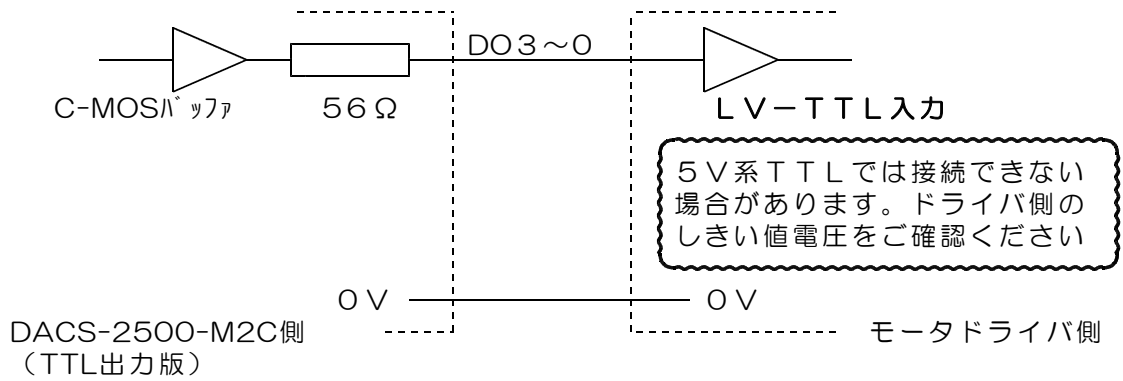 DO3～0
C-MOSﾊﾞｯﾌｧ
56Ω
LV－TTL入力
5V系TTLでは接続できない
場合があります。ドライバ側の
しきい値電圧をご確認ください
0V
0V
DACS-2500-M2C側
（TTL出力版）
モータドライバ側